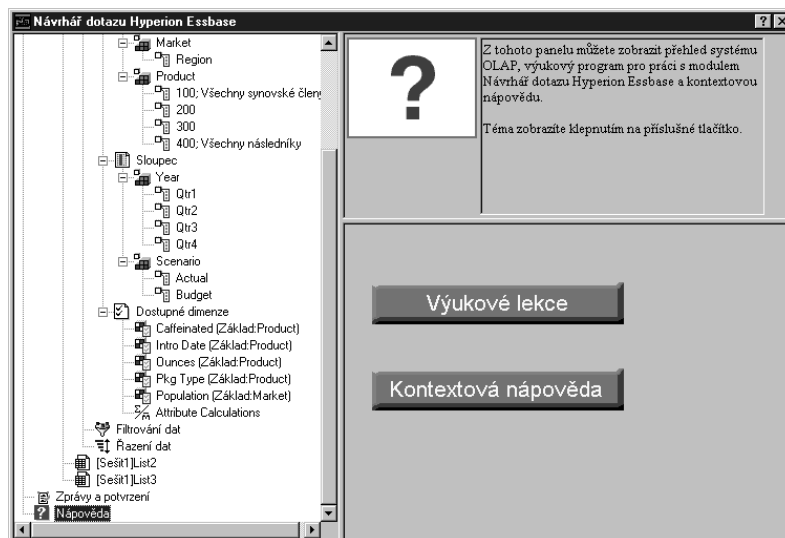 Návrhář dotazu Hyperion Essbase
Market
Region
Product
100; Všechny synovské členy
200
300
400; Všechny následníky
Sloupec
Year
Qtr1
Qtr2
Qtr3
Qtr4
Scenario
Actual
Budget
Dostupné dimenze
Caffeinated (Základ:Product)
Intro Date (Základ:Product)
Ounces (Základ:Product)
Pkg Type (Základ:Product)
Population (Základ:Market)
Attribute Calculations
Filtrování dat
Řazení dat
[Sešit1]List2
[Sešit1]List3
Zprávy a potvrzení
Nápověda
?
Z tohoto panelu můžete zobrazit přehled systému
OLAP, výukový program pro práci s modulem
Návrhář dotazu Hyperion Essbase a kontextovou
nápovědu.
Téma zobrazíte klepnutím na příslušné tlačítko.
Výukové lekce
Kontextová nápověda